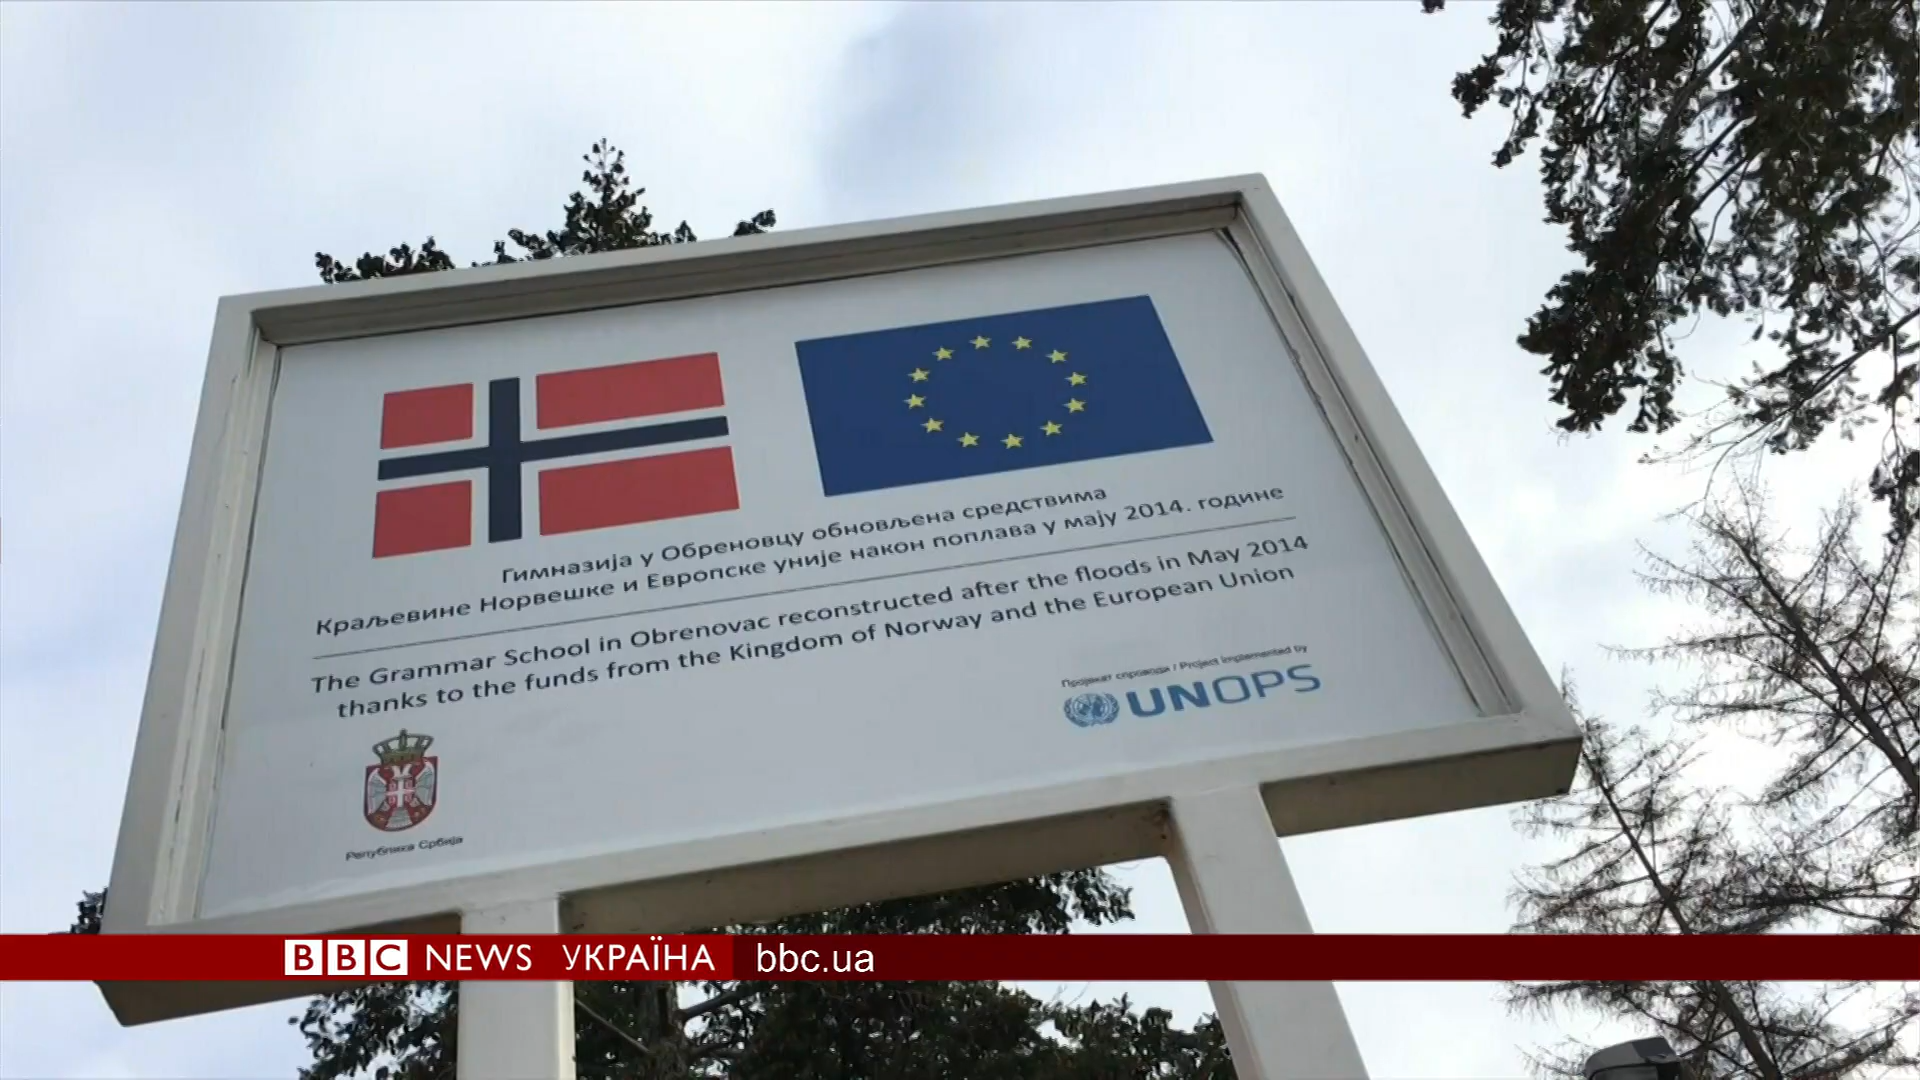 Гимназија у Обреновцу обновљена средствима
Краљевине Норвешке и Европске уније након поплава у мају 2014. године
The Grammar School in Obrenovac reconstructed after the floods in May 2014
thanks to the funds from the Kingdom of Norway and the European Union
Пројекат спроводи / Project implemented by
UNOPS
Република Србија
BBC NEWS УКРАЇНА bbc.ua